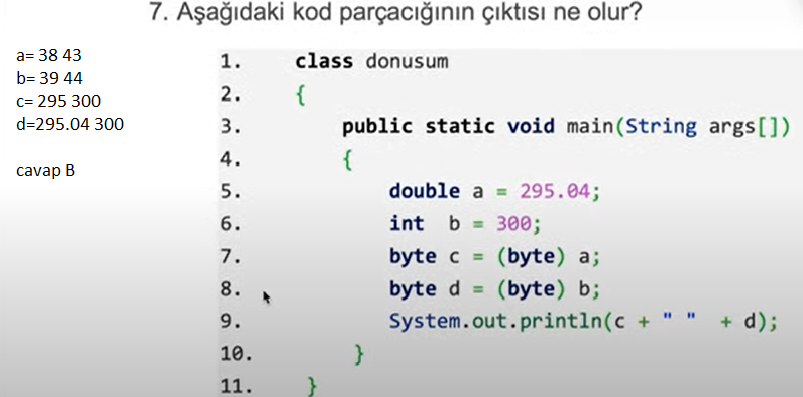 7. Aşağıdaki kod parçacığının çıktısı ne olur?
a= 38 43
b= 39 44
c= 295 300
d=295.04 300
cavap B
1. class donusum
2. {
3. public static void main(String args[])
4. {
5. double a = 295.04;
6. int b = 300;
7. byte c = (byte) a;
8. byte d = (byte) b;
9. System.out.println(c + " " + d);
10. }
11. }